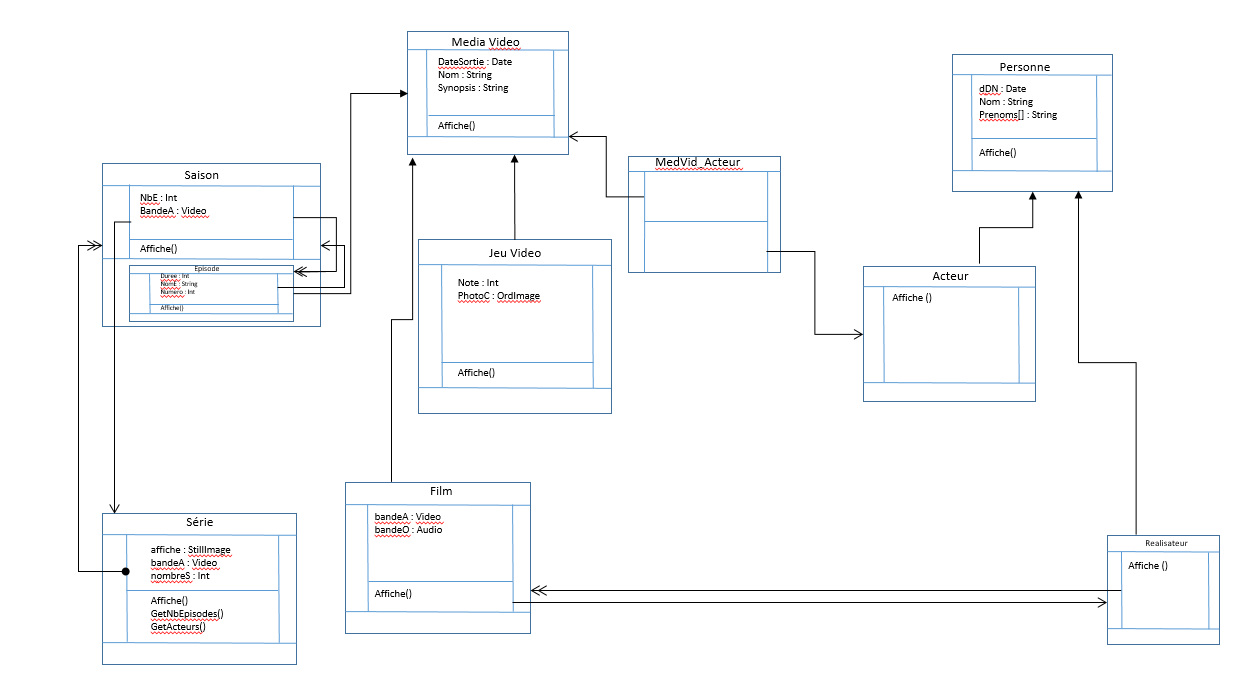 Media Video
DateSortie : Date
Nom : String
Synopsis : String
Affiche()
Personne
dDN : Date
Nom : String
Prenoms[] : String
Affiche()
MedVid_Acteur
Saison
NbE : Int
BandeA : Video
Affiche()
Episode
Duree : Int
NomE : String
Numero : Int
Affiche()
Jeu Video
Note : Int
PhotoC : OrdImage
Affiche()
Acteur
Affiche ()
Film
bandeA : Video
bandeO : Audio
Affiche()
Série
affiche : StillImage
bandeA : Video
nombreS : Int
Affiche()
GetNbEpisodes()
GetActeurs()
Realisateur
Affiche ()